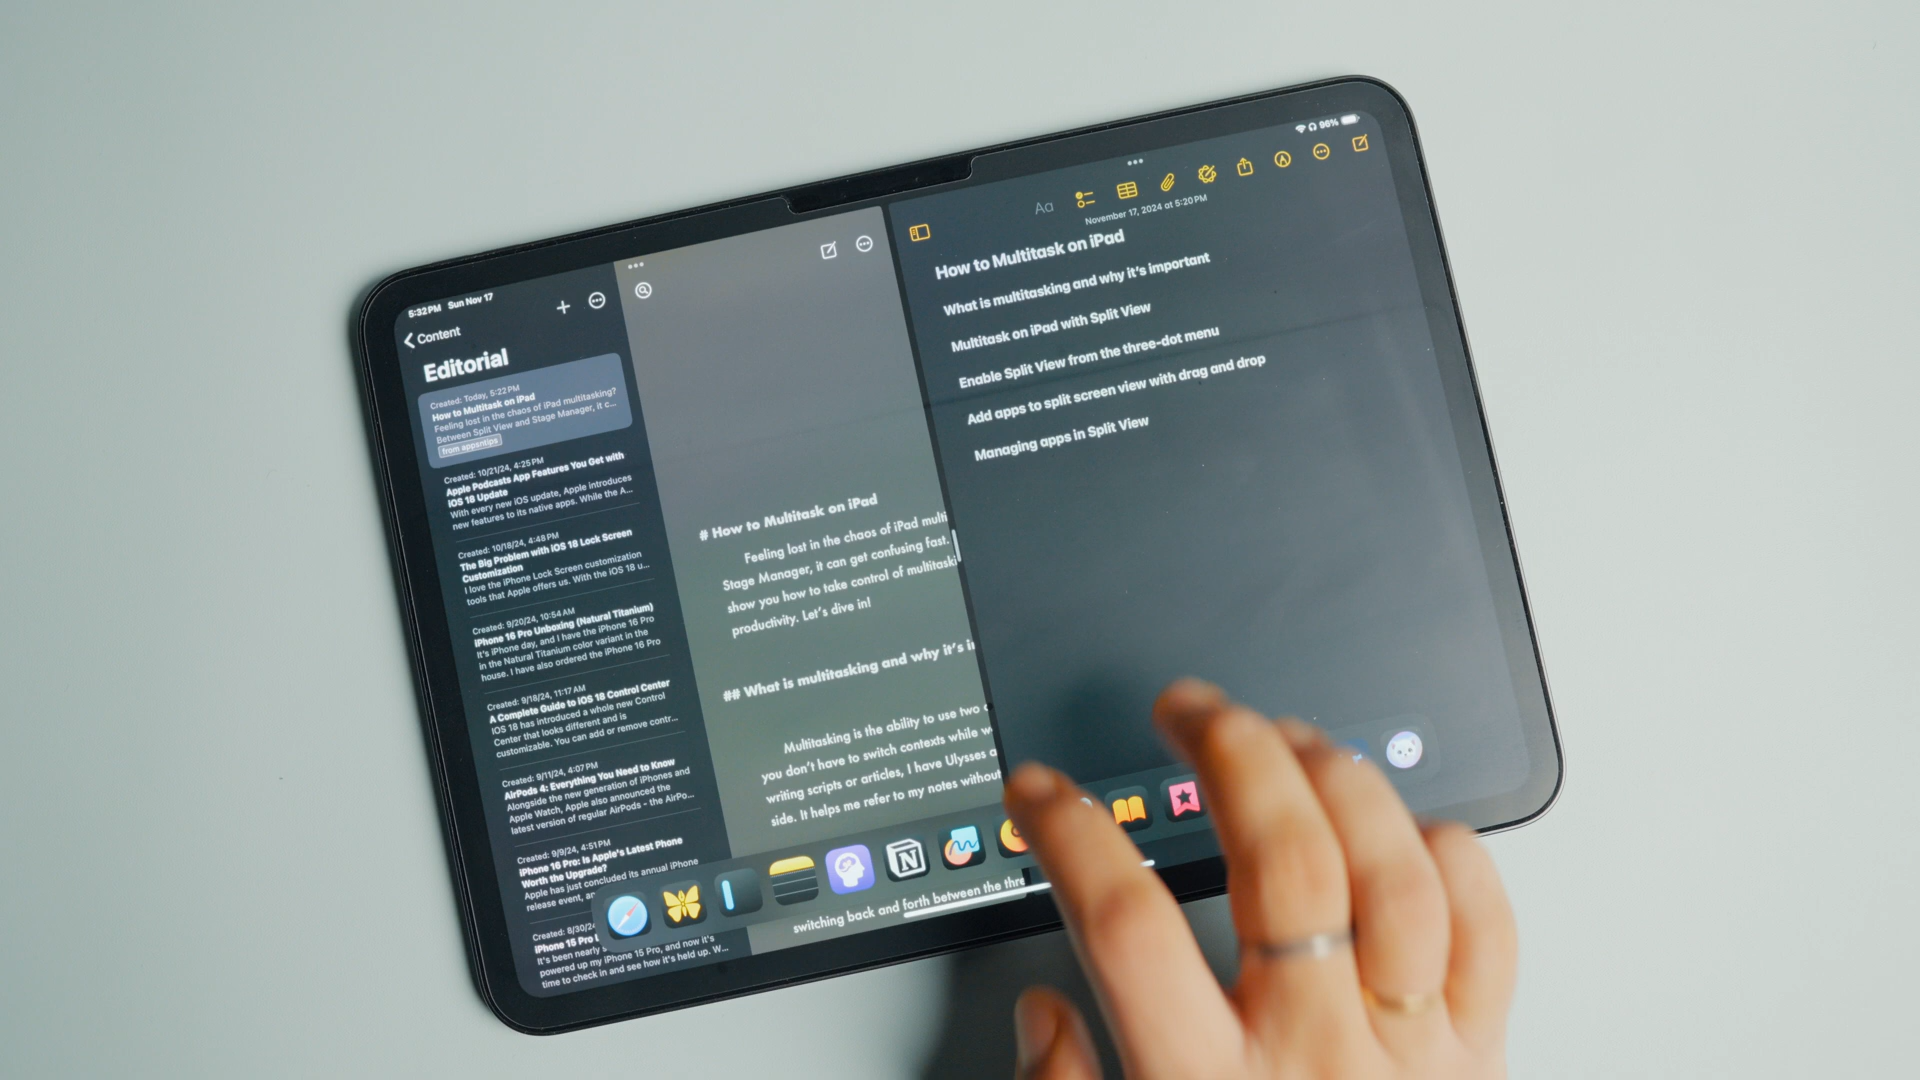 5:32 PM Sun Nov 17
Content
Editorial
Created: Today, 5:22 PM
How to Multitask on iPad
Feeling lost in the chaos of iPad multitasking?
Between Split View and Stage Manager, it c...
from appsntips
Created: 10/21/24, 4:25 PM
Apple Podcasts App Features You Get with
iOS 18 Update
With every new iOS update, Apple introduces
new features to its native apps. While the A...
Created: 10/18/24, 4:48 PM
The Big Problem with iOS 18 Lock Screen
Customization
I love the iPhone Lock Screen customization
tools that Apple offers us. With the iOS 18 u...
Created: 9/20/24, 10:54 AM
iPhone 16 Pro Unboxing (Natural Titanium)
It's iPhone day, and I have the iPhone 16 Pro
in the Natural Titanium color variant in the
house. I have also ordered the iPhone 16 Pro
Created: 9/18/24, 11:17 AM
A Complete Guide to iOS 18 Control Center
iOS 18 has introduced a whole new Control
Center that looks different and is
customizable. You can add or remove contr...
Created: 9/11/24, 4:07 PM
AirPods 4: Everything You Need to Know
Alongside the new generation of iPhones and
Apple Watch, Apple also announced the
latest version of regular AirPods - the AirPo...
Created: 9/9/24, 4:51 PM
iPhone 16 Pro: Is Apple's Latest Phone
Worth the Upgrade?
Apple has just concluded its annual iPhone
release event, a
Created: 8/30/24
iPhone 15 Pro
It's been nearly
powered up my iPhone 15 Pro, and now it's
time to check in and see how it's held up. W...
# How to Multitask on iPad
Feeling lost in the chaos of iPad multi
Stage Manager, it can get confusing fast.
show you how to take control of multitaski
productivity. Let's dive in!
## What is multitasking and why it's i
Multitasking is the ability to use two
you don't have to switch contexts while w
writing scripts or articles, I have Ulysses a
side. It helps me refer to my notes without
switching back and forth between the thre
96%
Aa
November 17, 2024 at 5:20 PM
How to Multitask on iPad
What is multitasking and why it's important
Multitask on iPad with Split View
Enable Split View from the three-dot menu
Add apps to split screen view with drag and drop
Managing apps in Split View